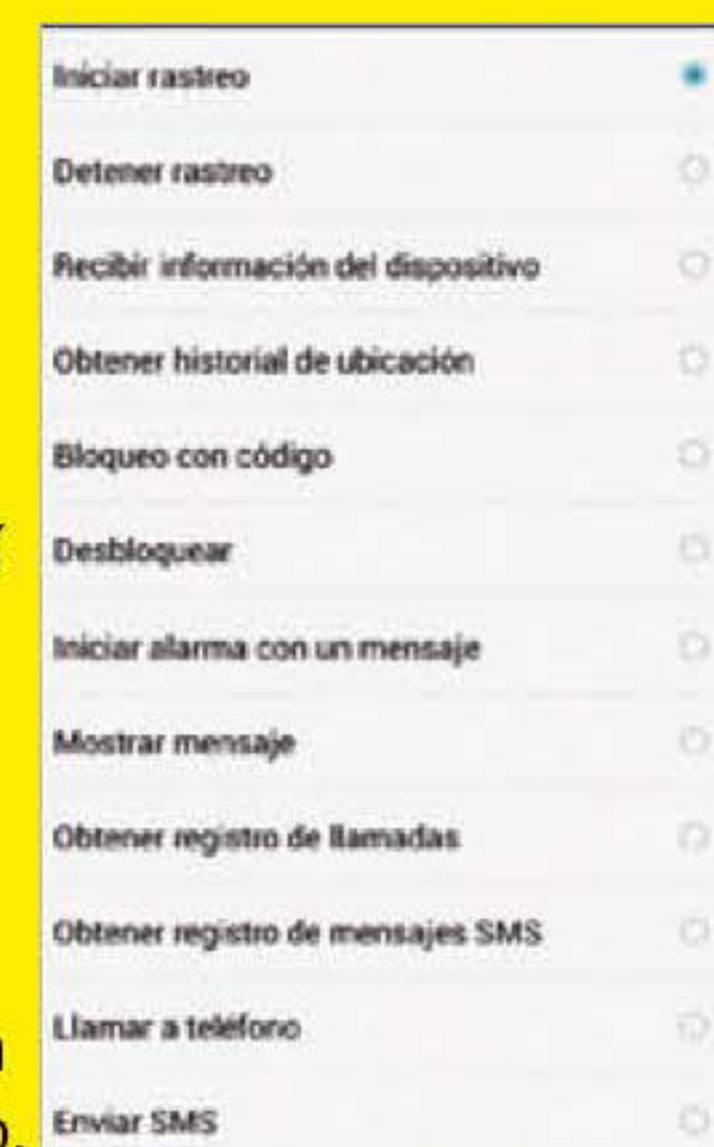 Iniciar rastreo
Detener rastreo
Recibir información del dispositivo
Obtener historial de ubicación
Bloqueo con código
Desbloquear
Iniciar alarma con un mensaje
Mostrar mensaje
Obtener registro de llamadas
Obtener registro de mensajes SMS
Llamar a teléfono
Enviar SMS